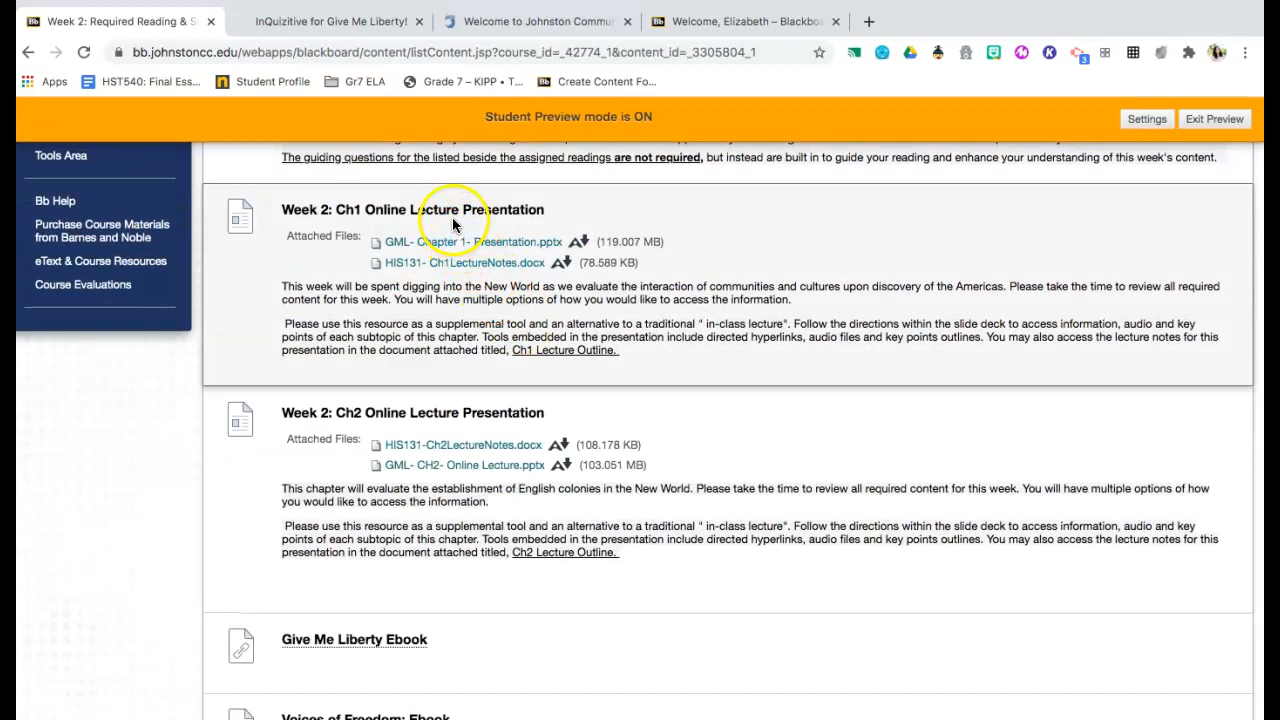 Week 2: Required Reading & S
InQuizitive for Give Me Liberty!
Welcome to Johnston Commu
Welcome, Elizabeth – Blackboa
bb.johnstoncc.edu/webapps/blackboard/content/listContent.jsp?course_id=_42774_1&content_id=_3305804_1
Apps
HST540: Final Ess...
Student Profile
Gr7 ELA
Grade 7 – KIPP • T...
Create Content Fo...
Student Preview mode is ON
Settings
Exit Preview
Tools Area
Bb Help
Purchase Course Materials
from Barnes and Noble
eText & Course Resources
Course Evaluations
The guiding questions for the listed beside the assigned readings are not required, but instead are built in to guide your reading and enhance your understanding of this week's content.
Week 2: Ch1 Online Lecture Presentation
Attached Files:
GML- Chapter 1- Presentation.pptx (119.007 MB)
HIS131- Ch1LectureNotes.docx (78.589 KB)
This week will be spent digging into the New World as we evaluate the interaction of communities and cultures upon discovery of the Americas. Please take the time to review all required
content for this week. You will have multiple options of how you would like to access the information.
Please use this resource as a supplemental tool and an alternative to a traditional " in-class lecture". Follow the directions within the slide deck to access information, audio and key
points of each subtopic of this chapter. Tools embedded in the presentation include directed hyperlinks, audio files and key points outlines. You may also access the lecture notes for this
presentation in the document attached titled, Ch1 Lecture Outline.
Week 2: Ch2 Online Lecture Presentation
Attached Files:
HIS131-Ch2LectureNotes.docx (108.178 KB)
GML- CH2- Online Lecture.pptx (103.051 MB)
This chapter will evaluate the establishment of English colonies in the New World. Please take the time to review all required content for this week. You will have multiple options of how
you would like to access the information.
Please use this resource as a supplemental tool and an alternative to a traditional " in-class lecture". Follow the directions within the slide deck to access information, audio and key
points of each subtopic of this chapter. Tools embedded in the presentation include directed hyperlinks, audio files and key points outlines. You may also access the lecture notes for this
presentation in the document attached titled, Ch2 Lecture Outline.
Give Me Liberty Ebook
Voices of Freedom: Ebook